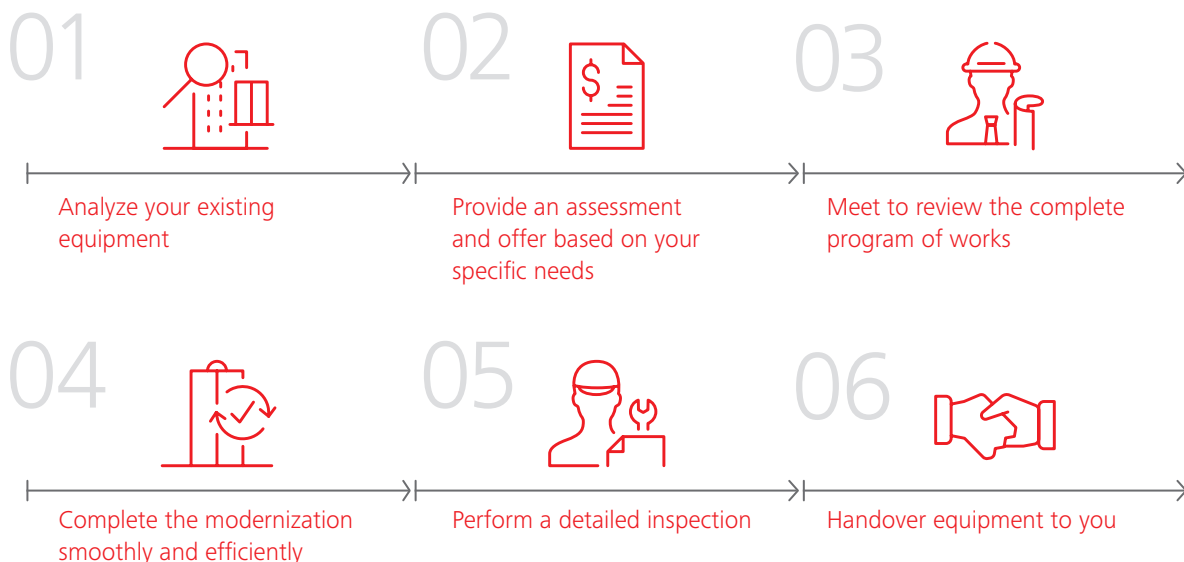 01
02
03
$
Analyze your existing
equipment
Provide an assessment
and offer based on your
specific needs
Meet to review the complete
program of works
04
05
06
Complete the modernization
smoothly and efficiently
Perform a detailed inspection
Handover equipment to you